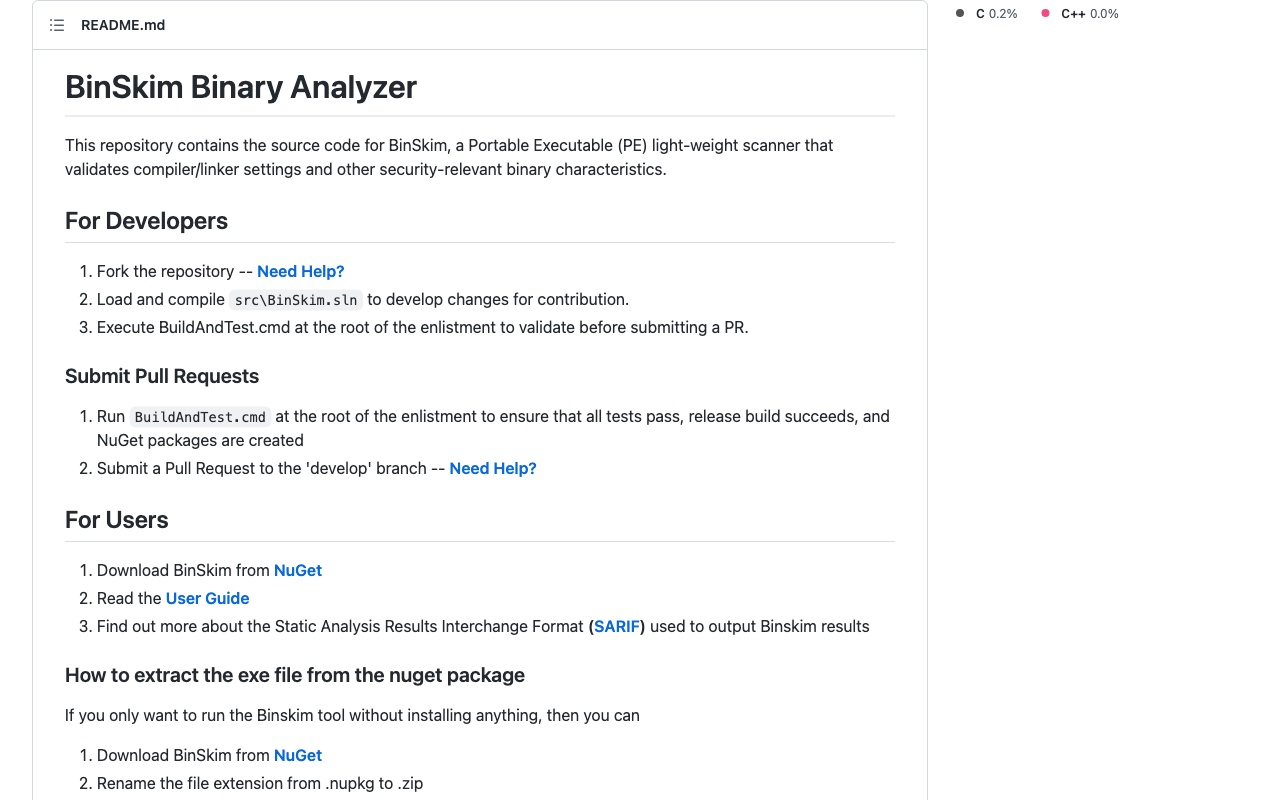 README.md
C 0.2%
C++ 0.0%
BinSkim Binary Analyzer
This repository contains the source code for BinSkim, a Portable Executable (PE) light-weight scanner that
validates compiler/linker settings and other security-relevant binary characteristics.
For Developers
1. Fork the repository -- Need Help?
2. Load and compile src\BinSkim.sln to develop changes for contribution.
3. Execute BuildAndTest.cmd at the root of the enlistment to validate before submitting a PR.
Submit Pull Requests
1. Run BuildAndTest.cmd at the root of the enlistment to ensure that all tests pass, release build succeeds, and
NuGet packages are created
2. Submit a Pull Request to the 'develop' branch -- Need Help?
For Users
1. Download BinSkim from NuGet
2. Read the User Guide
3. Find out more about the Static Analysis Results Interchange Format (SARIF) used to output Binskim results
How to extract the exe file from the nuget package
If you only want to run the Binskim tool without installing anything, then you can
1. Download BinSkim from NuGet
2. Rename the file extension from .nupkg to .zip